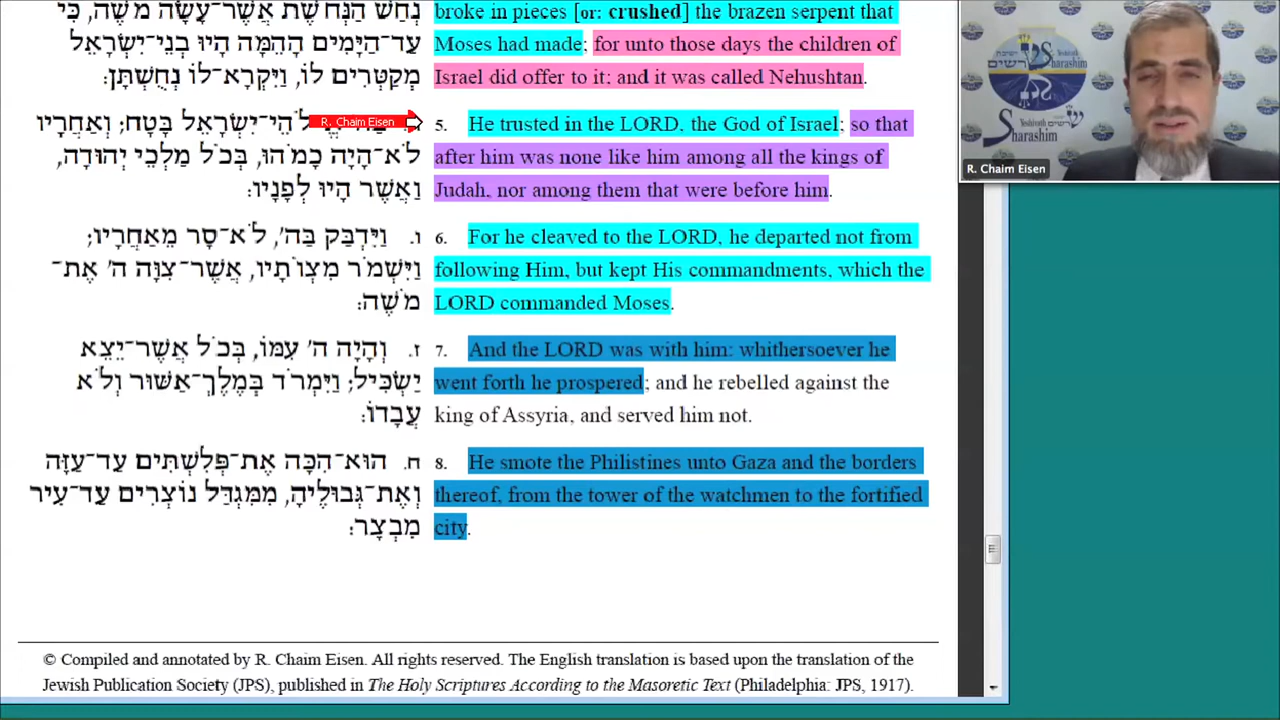 נְחַשׁ הַנְּחֹשֶׁת אֲשֶׁר־עָשָׂה מֹשֶׁה, כִּי
עַד־הַיָּמִים הָהֵמָּה הָיוּ בְנֵי־יִשְׂרָאֵל
מְקַטְּרִים לוֹ, וַיִּקְרָא־לוֹ נְחֻשְׁתָּן:
לֹהֵי־יִשְׂרָאֵל בָּטָח; וְאַחֲרָיו
לֹא־הָיָה כָמֹהוּ, בְּכֹל מַלְכֵי יְהוּדָה,
וַאֲשֶׁר הָיוּ לְפָנָיו:
ו. וַיִּדְבַּק בַּה', לֹא־סָר מֵאַחֲרָיו;
וַיִּשְׁמֹר מִצְוֺתָיו, אֲשֶׁר־צִוָּה ה' אֶת־
מֹשֶׁה:
ז. וְהָיָה ה' עִמּוֹ, בְּכֹל אֲשֶׁר־יֵצֵא
יַשְׂכִּיל; וַיִּמְרֹד בְּמֶלֶךְ־אַשּׁוּר וְלֹא
עֲבָדוֹ:
ח. הוּא־הִכָּה אֶת־פְּלִשְׁתִּים עַד־עַזָּה
וְאֶת־גְּבוּלֶיהָ, מִמִּגְדַּל נוֹצְרִים עַד־עִיר
מִבְצָר:
broke in pieces [or: crushed] the brazen serpent that
Moses had made; for unto those days the children of
Israel did offer to it; and it was called Nehushtan.
5. He trusted in the LORD, the God of Israel; so that
after him was none like him among all the kings of
Judah, nor among them that were before him.
6. For he cleaved to the LORD, he departed not from
following Him, but kept His commandments, which the
LORD commanded Moses.
7. And the LORD was with him: whithersoever he
went forth he prospered; and he rebelled against the
king of Assyria, and served him not.
8. He smote the Philistines unto Gaza and the borders
thereof, from the tower of the watchmen to the fortified
city.
© Compiled and annotated by R. Chaim Eisen. All rights reserved. The English translation is based upon the translation of the
Jewish Publication Society (JPS), published in The Holy Scriptures According to the Masoretic Text (Philadelphia: JPS, 1917).
R. Chaim Eisen
Yeshivath
Sharashim
שרשים
R. Chaim Eisen